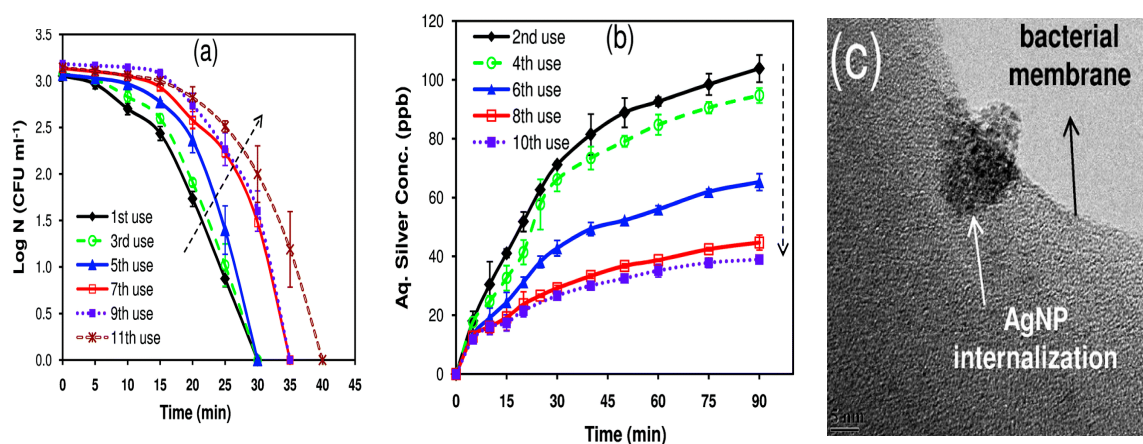 (a)
Log N (CFU ml⁻¹)
3.5
3.0
2.5
2.0
1.5
1.0
0.5
0.0
1st use
3rd use
5th use
7th use
9th use
11th use
0 5 10 15 20 25 30 35 40 45
Time (min)
(b)
Aq. Silver Conc. (ppb)
120
100
80
60
40
20
0
2nd use
4th use
6th use
8th use
10th use
0 15 30 45 60 75 90
Time (min)
(c)
bacterial
membrane
AgNP
internalization